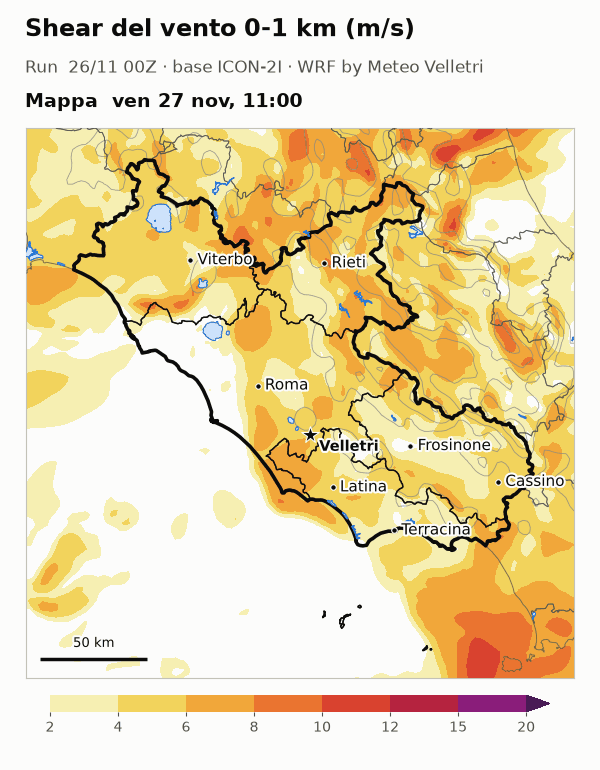 Shear del vento 0-1 km (m/s)
Run  26/11 00Z · base ICON-2I · WRF by Meteo Velletri
Mappa  ven 27 nov, 11:00
Viterbo
Rieti
Roma
Velletri
Frosinone
Cassino
Latina
Terracina
50 km
2 4 6 8 10 12 15 20